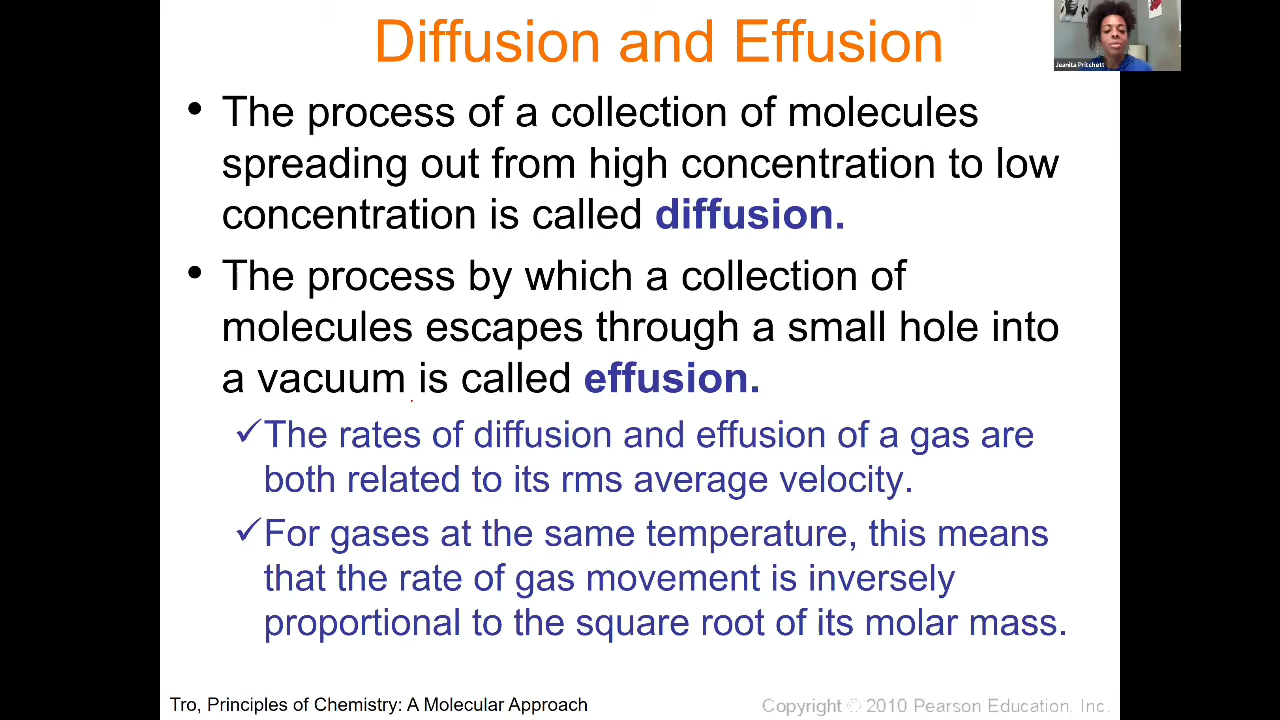 Diffusion and Effusion
Jeanita Pritchett
• The process of a collection of molecules
spreading out from high concentration to low
concentration is called diffusion.
• The process by which a collection of
molecules escapes through a small hole into
a vacuum is called effusion.
✓The rates of diffusion and effusion of a gas are
both related to its rms average velocity.
✓For gases at the same temperature, this means
that the rate of gas movement is inversely
proportional to the square root of its molar mass.
Tro, Principles of Chemistry: A Molecular Approach
Copyright © 2010 Pearson Education, Inc.